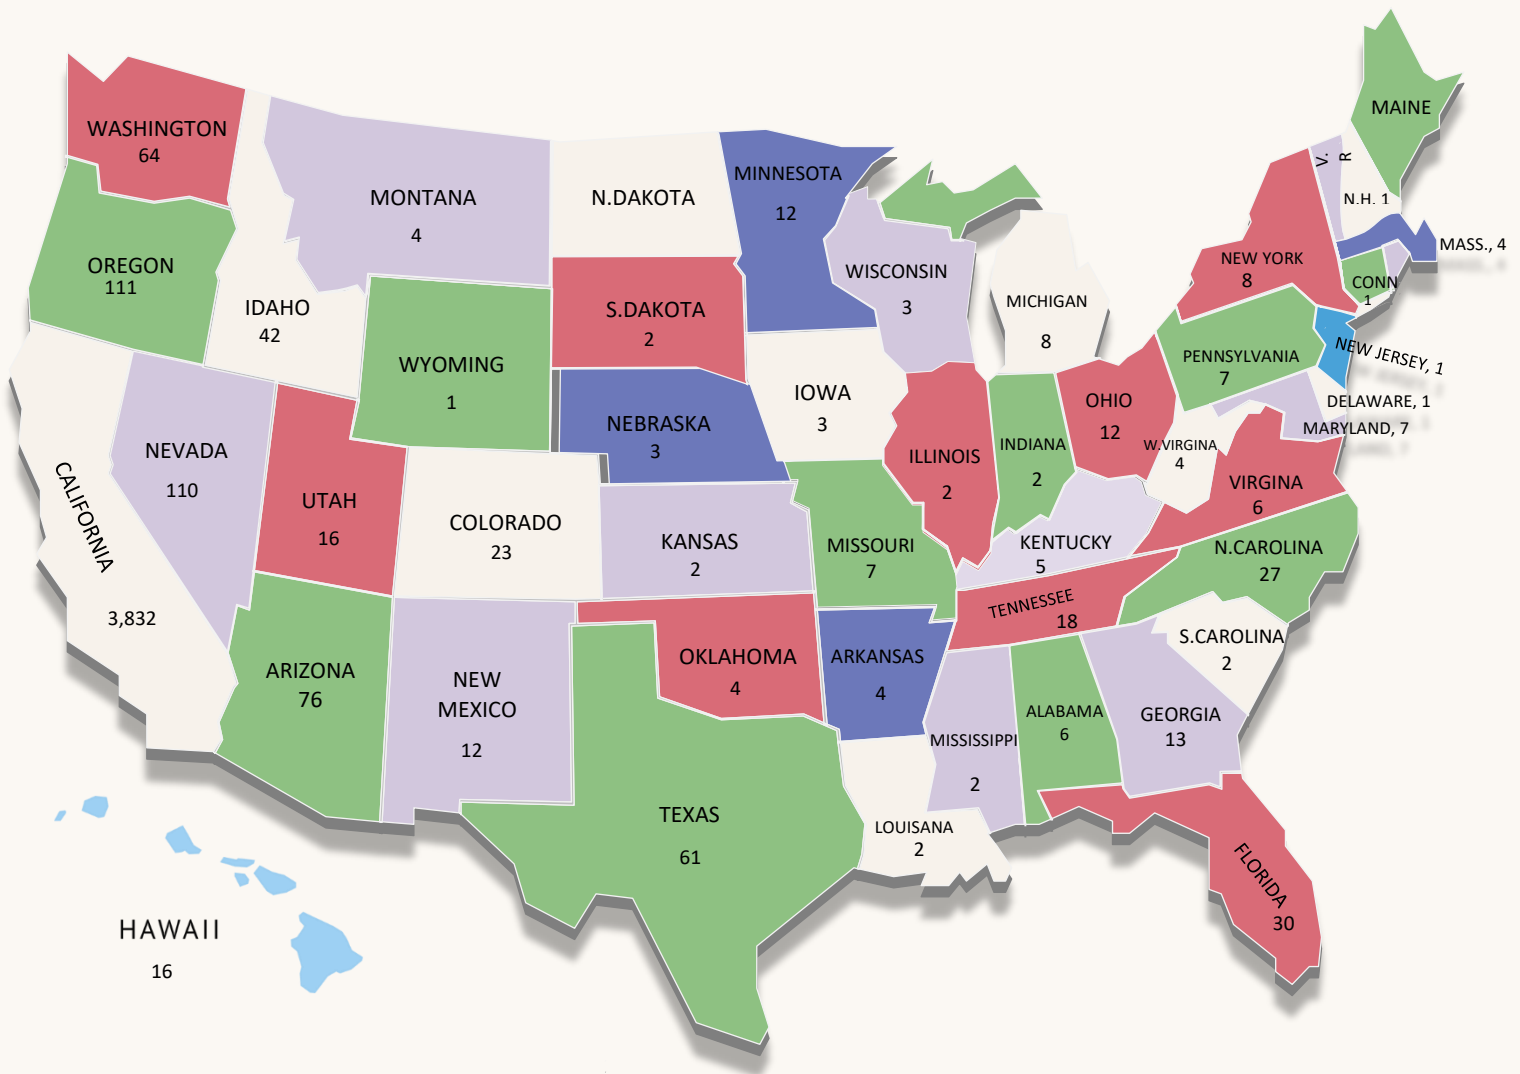 MAINE
WASHINGTON
64
V.
R
MONTANA
4
N.DAKOTA
MINNESOTA
12
N.H. 1
MASS., 4
OREGON
111
NEW YORK
8
WISCONSIN
3
CONN
1
IDAHO
42
S.DAKOTA
2
MICHIGAN
8
NEW JERSEY, 1
PENNSYLVANIA
7
WYOMING
1
IOWA
3
OHIO
12
DELAWARE, 1
NEBRASKA
3
MARYLAND, 7
NEVADA
110
INDIANA
2
W.VIRGINA
4
ILLINOIS
2
VIRGINA
6
CALIFORNIA
3,832
UTAH
16
COLORADO
23
KANSAS
2
MISSOURI
7
KENTUCKY
5
N.CAROLINA
27
TENNESSEE
18
S.CAROLINA
2
ARIZONA
76
NEW
MEXICO
12
OKLAHOMA
4
ARKANSAS
4
ALABAMA
6
GEORGIA
13
MISSISSIPPI
2
TEXAS
61
LOUISANA
2
FLORIDA
30
HAWAII
16